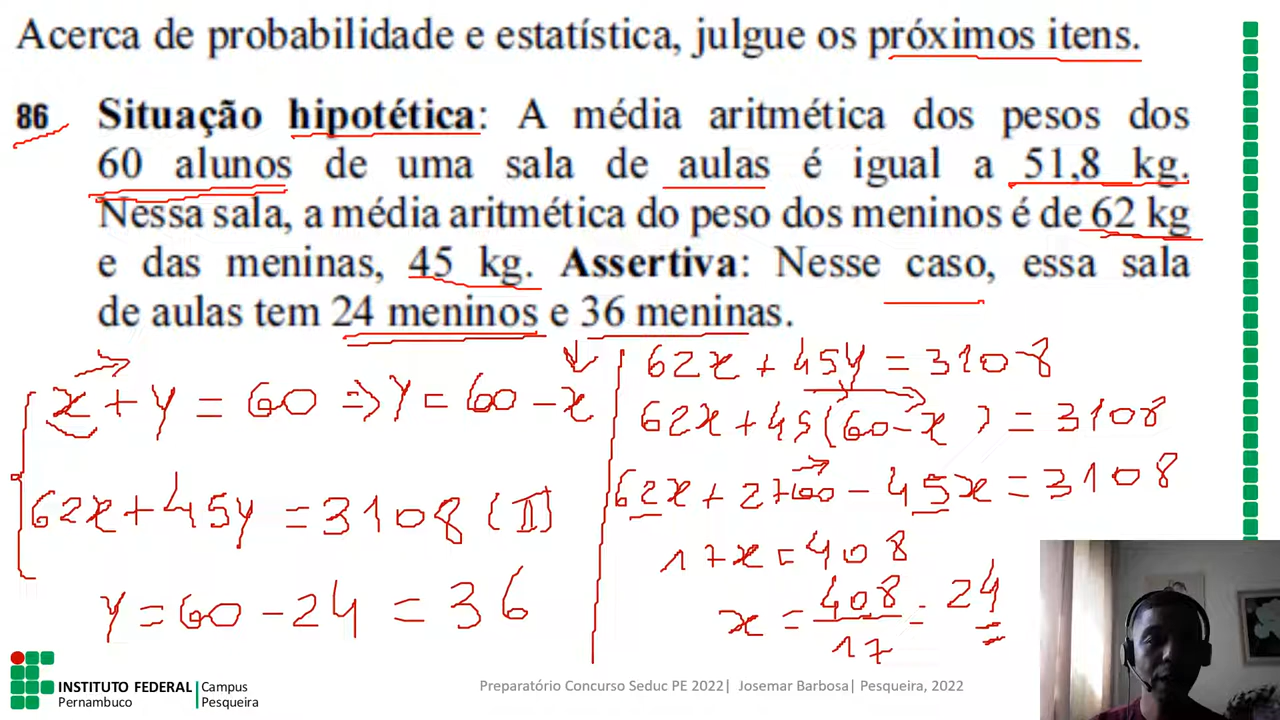 Acerca de probabilidade e estatística, julgue os próximos itens.
86 Situação hipotética: A média aritmética dos pesos dos
60 alunos de uma sala de aulas é igual a 51,8 kg.
Nessa sala, a média aritmética do peso dos meninos é de 62 kg
e das meninas, 45 kg. Assertiva: Nesse caso, essa sala
de aulas tem 24 meninos e 36 meninas.
x + y = 60 ⇒ y = 60 - x
62x + 45y = 3108 (II)
y = 60 - 24 = 36
62x + 45y = 3108
62x + 45(60 - x) = 3108
62x + 2700 - 45x = 3108
17x = 408
x = 408/17 = 24
INSTITUTO FEDERAL
Pernambuco
Campus
Pesqueira
Preparatório Concurso Seduc PE 2022| Josemar Barbosa| Pesqueira, 2022